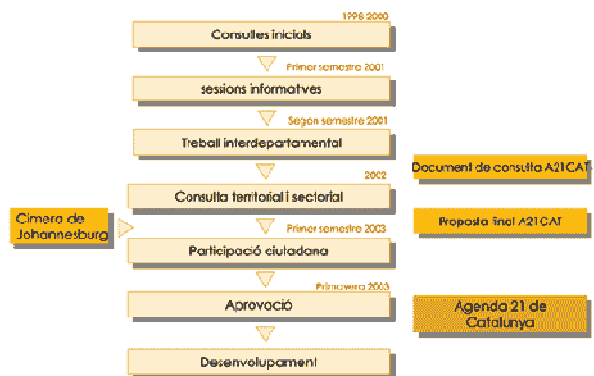 1998-2000
Consultes inicials
Primer semestre 2001
sessions informatives
Segon semestre 2001
Treball interdepartamental
Document de consulta A21CAT
2002
Consulta territorial i sectorial
Cimera de
Johannesburg
Proposta final A21CAT
Primer semestre 2003
Participació ciutadana
Primavera 2003
Aprovació
Agenda 21 de
Catalunya
Desenvolupament